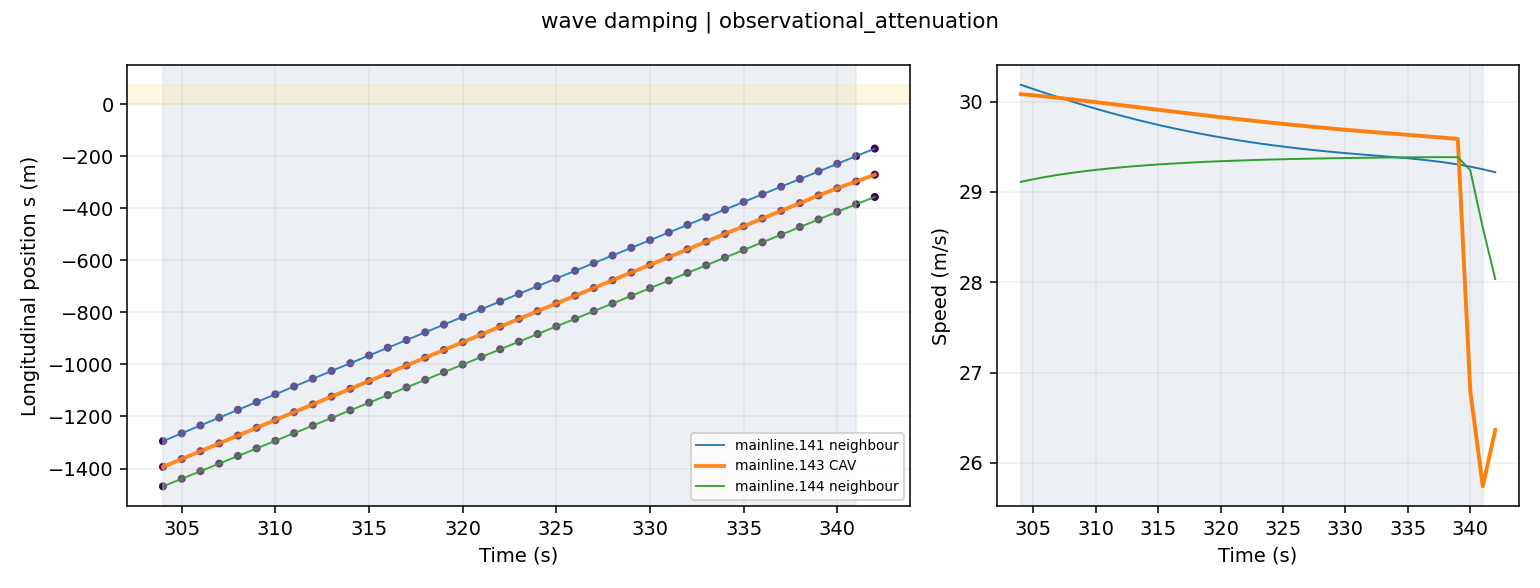 wave damping | observational_attenuation
Longitudinal position s (m)
0
−200
−400
−600
−800
−1000
−1200
−1400
305 310 315 320 325 330 335 340
Time (s)
mainline.141 neighbour
mainline.143 CAV
mainline.144 neighbour
Speed (m/s)
30
29
28
27
26
305 310 315 320 325 330 335 340
Time (s)